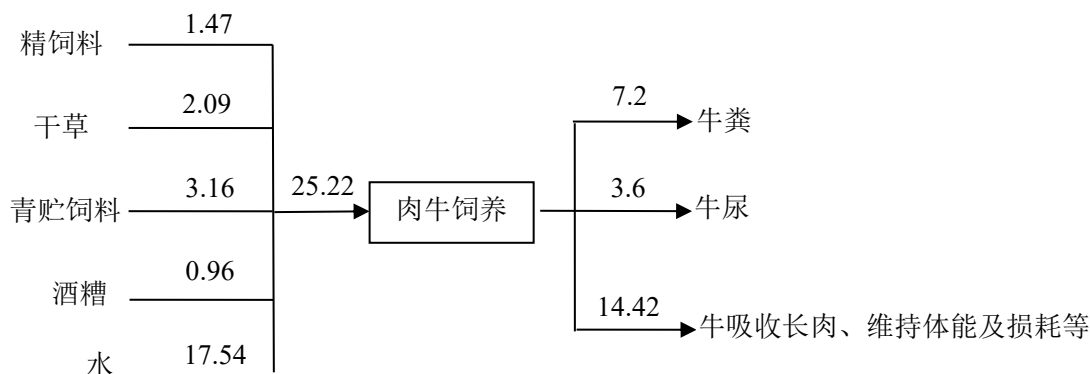 精饲料 1.47
干草 2.09
青贮饲料 3.16
酒糟 0.96
水 17.54
25.22
肉牛饲养
7.2 牛粪
3.6 牛尿
14.42 牛吸收长肉、维持体能及损耗等